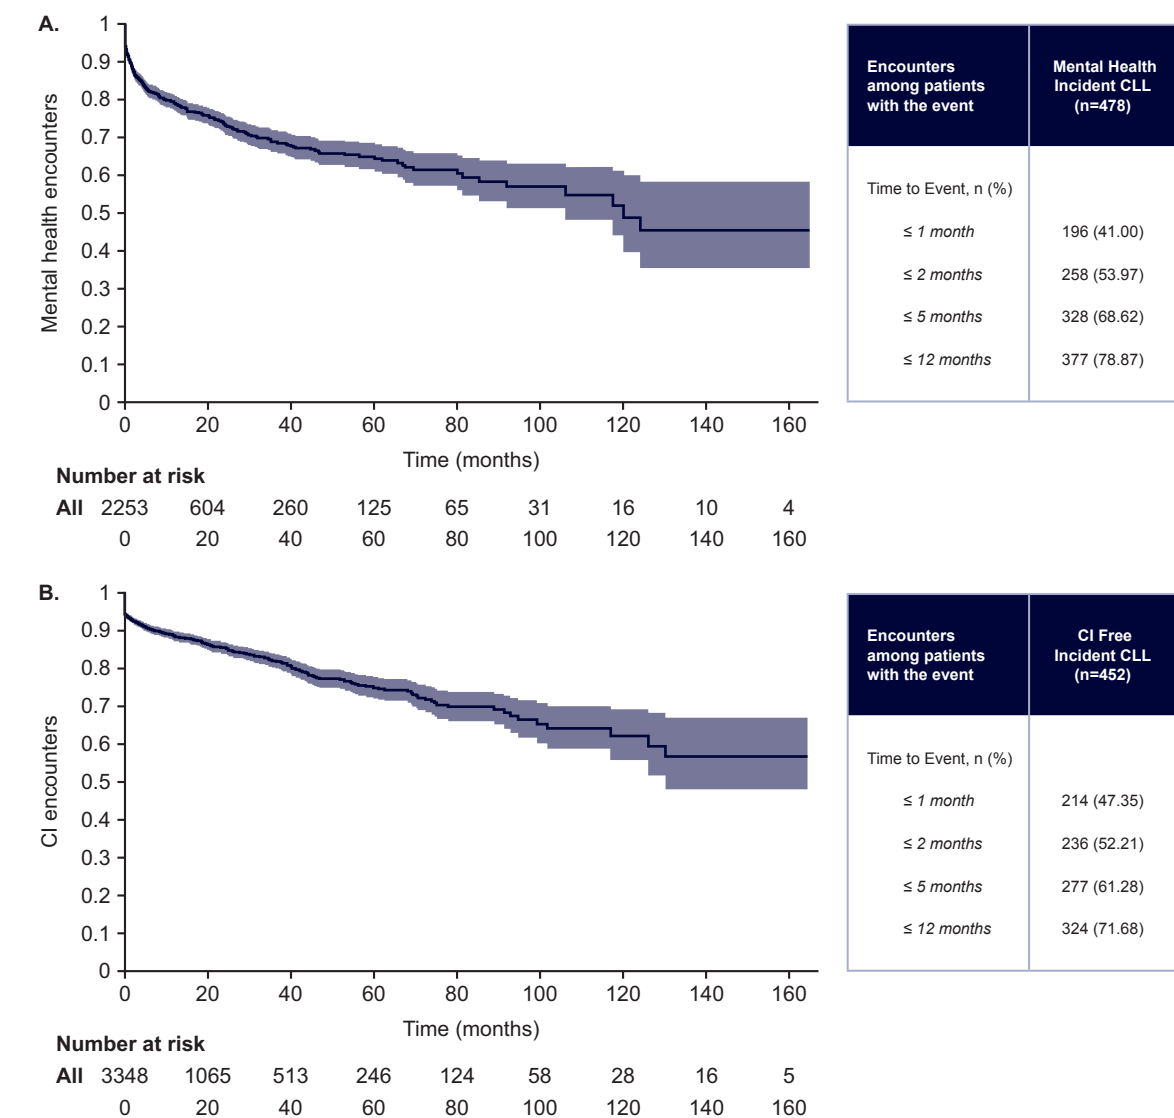 A.
Mental health encounters
1
0.9
0.8
0.7
0.6
0.5
0.4
0.3
0.2
0.1
0
0 20 40 60 80 100 120 140 160
Time (months)
Number at risk
All 2253 604 260 125 65 31 16 10 4
0 20 40 60 80 100 120 140 160
Encounters
among patients
with the event
Mental Health
Incident CLL
(n=478)
Time to Event, n (%)
≤ 1 month 196 (41.00)
≤ 2 months 258 (53.97)
≤ 5 months 328 (68.62)
≤ 12 months 377 (78.87)
B.
CI encounters
1
0.9
0.8
0.7
0.6
0.5
0.4
0.3
0.2
0.1
0
0 20 40 60 80 100 120 140 160
Time (months)
Number at risk
All 3348 1065 513 246 124 58 28 16 5
0 20 40 60 80 100 120 140 160
Encounters
among patients
with the event
CI Free
Incident CLL
(n=452)
Time to Event, n (%)
≤ 1 month 214 (47.35)
≤ 2 months 236 (52.21)
≤ 5 months 277 (61.28)
≤ 12 months 324 (71.68)